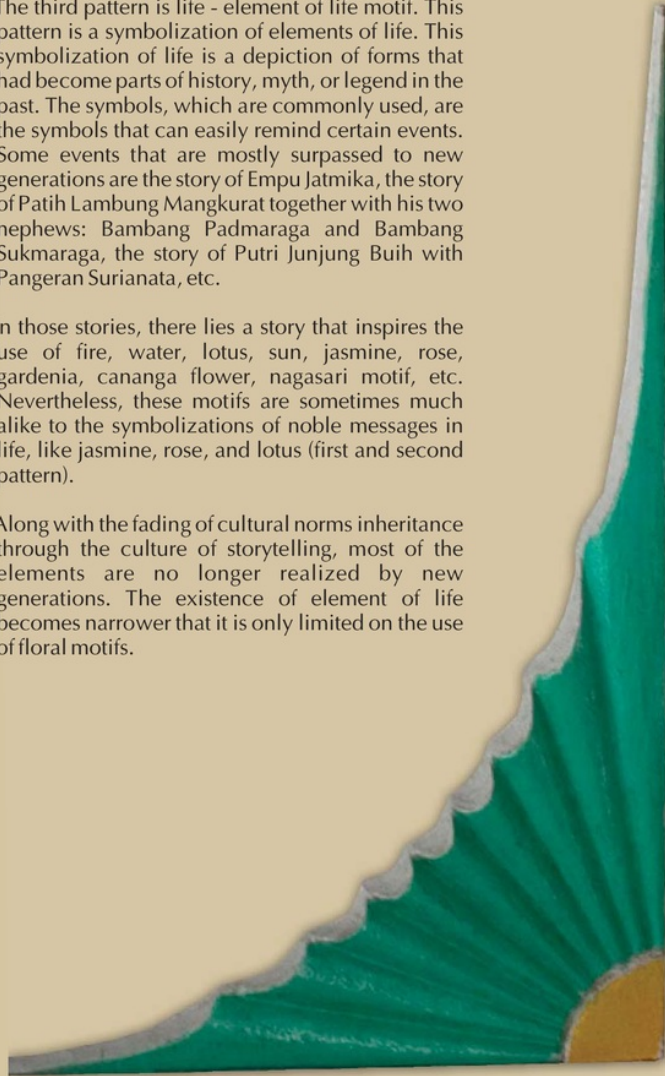 The third pattern is life - element of life motif. This
pattern is a symbolization of elements of life. This
symbolization of life is a depiction of forms that
had become parts of history, myth, or legend in the
past. The symbols, which are commonly used, are
the symbols that can easily remind certain events.
Some events that are mostly surpassed to new
generations are the story of Empu Jatmika, the story
of Patih Lambung Mangkurat together with his two
nephews: Bambang Padmaraga and Bambang
Sukmaraga, the story of Putri Junjung Buih with
Pangeran Surianata, etc.
In those stories, there lies a story that inspires the
use of fire, water, lotus, sun, jasmine, rose,
gardenia, cananga flower, nagasari motif, etc.
Nevertheless, these motifs are sometimes much
alike to the symbolizations of noble messages in
life, like jasmine, rose, and lotus (first and second
pattern).
Along with the fading of cultural norms inheritance
through the culture of storytelling, most of the
elements are no longer realized by new
generations. The existence of element of life
becomes narrower that it is only limited on the use
of floral motifs.